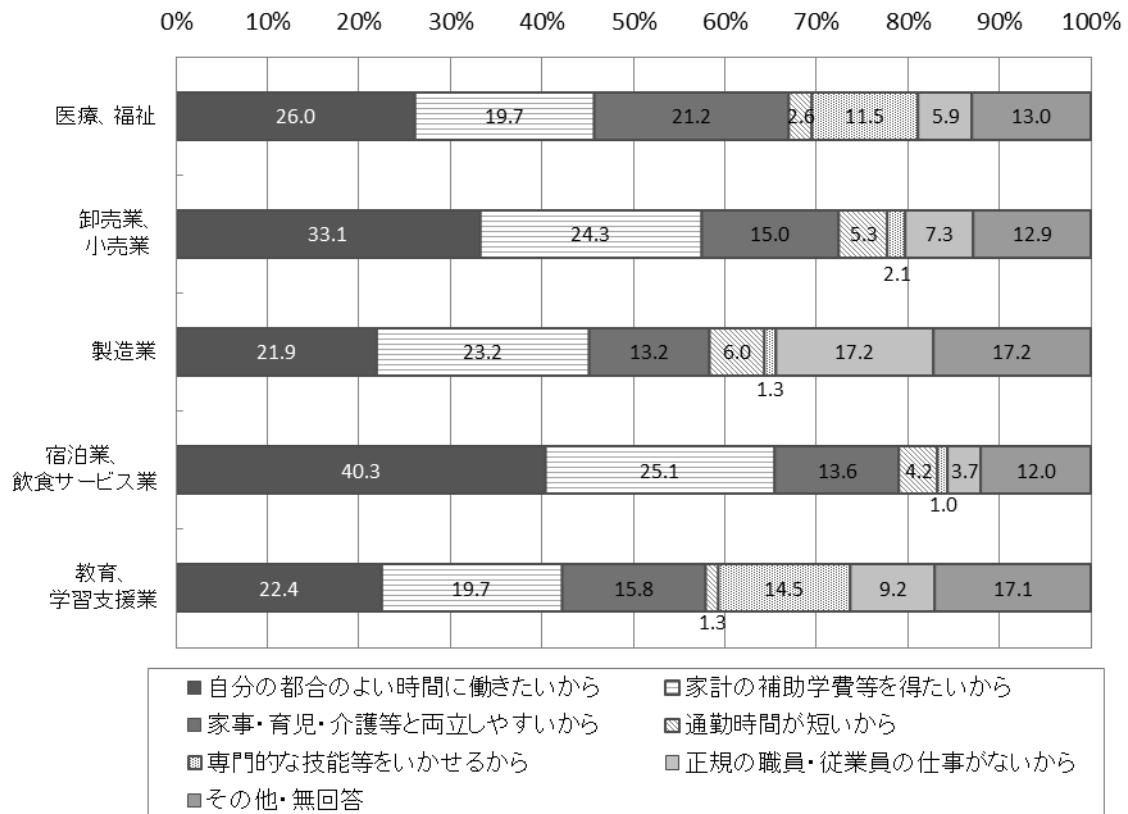 0% 10% 20% 30% 40% 50% 60% 70% 80% 90% 100%
医療、福祉
26.0 19.7 21.2 2.6 11.5 5.9 13.0
卸売業、
小売業
33.1 24.3 15.0 5.3 7.3 12.9
2.1
製造業
21.9 23.2 13.2 6.0 17.2 17.2
1.3
宿泊業、
飲食サービス業
40.3 25.1 13.6 4.2 3.7 12.0
1.0
教育、
学習支援業
22.4 19.7 15.8 14.5 9.2 17.1
1.3
自分の都合のよい時間に働きたいから 家計の補助学費等を得たいから
家事・育児・介護等と両立しやすいから 通勤時間が短いから
専門的な技能等をいかせるから 正規の職員・従業員の仕事がないから
その他・無回答